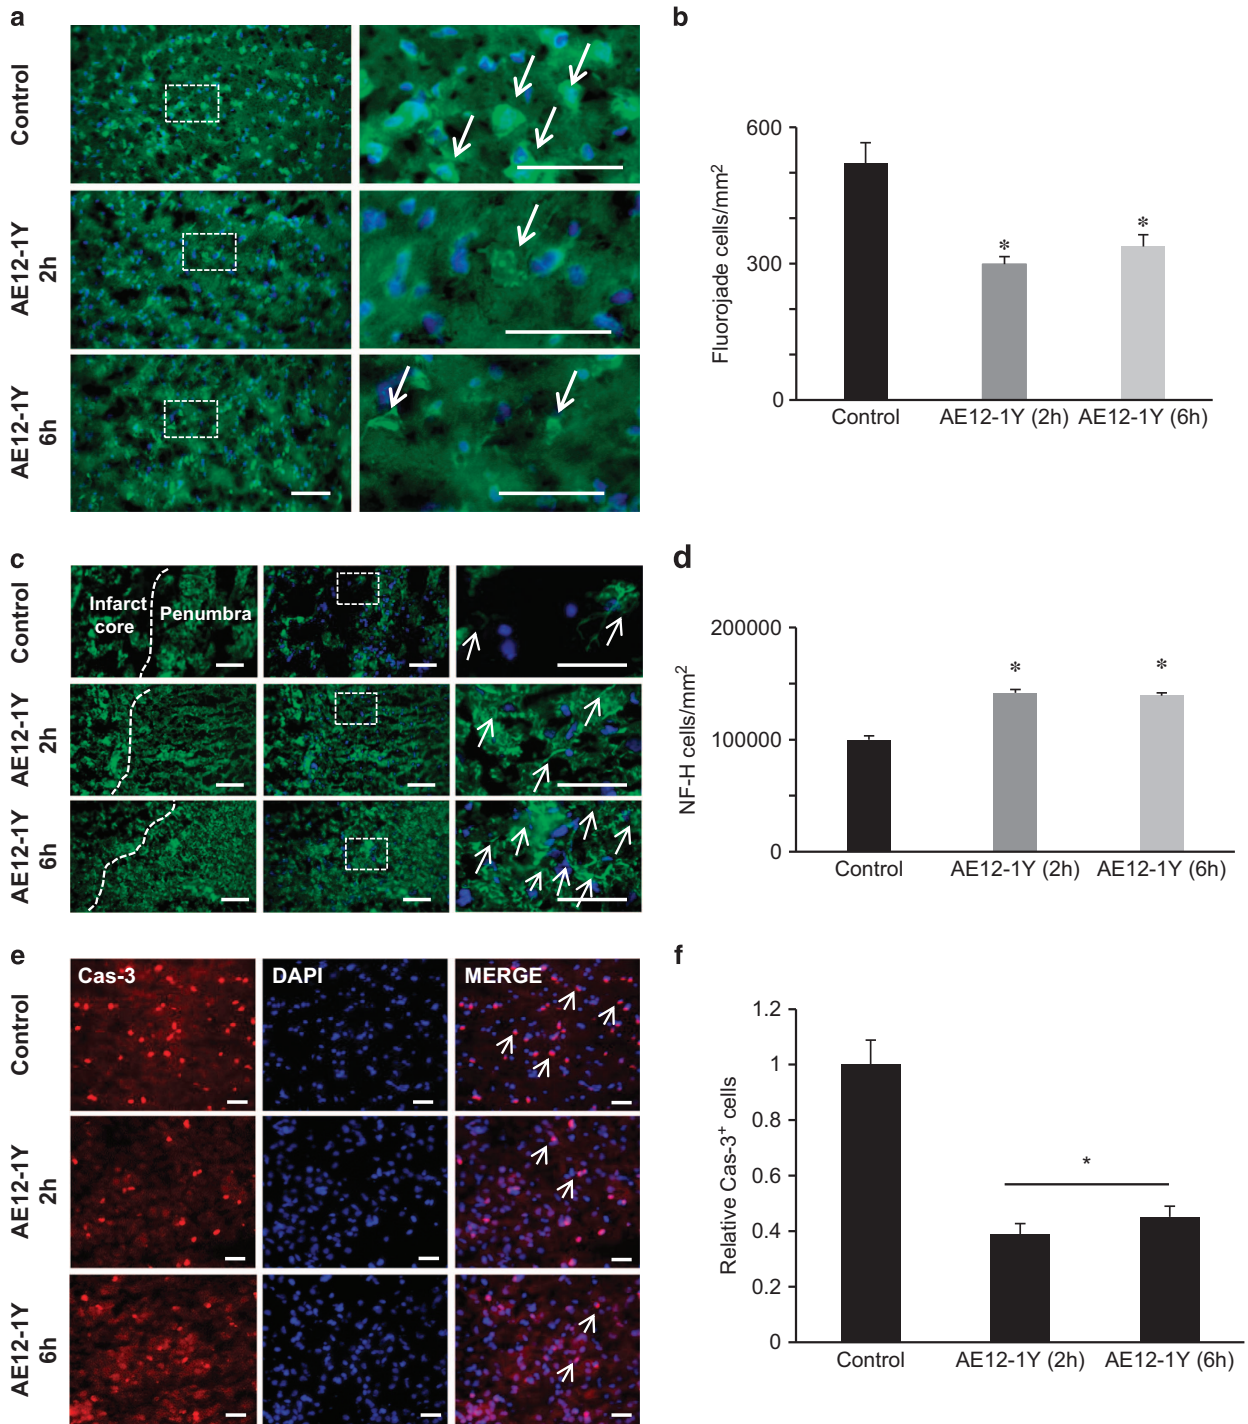 a
Control
AE12-1Y
2h
AE12-1Y
6h
b
Fluorojade cells/mm²
600
300
0
Control
AE12-1Y (2h)
AE12-1Y (6h)
c
Control
AE12-1Y
2h
AE12-1Y
6h
Infarct
core
Penumbra
d
NF-H cells/mm²
200000
100000
0
*
*
Control
AE12-1Y (2h)
AE12-1Y (6h)
e
Control
AE12-1Y
2h
AE12-1Y
6h
Cas-3
DAPI
MERGE
f
Relative Cas-3⁺ cells
1.2
1
0.8
0.6
0.4
0.2
0
*
Control
AE12-1Y (2h)
AE12-1Y (6h)